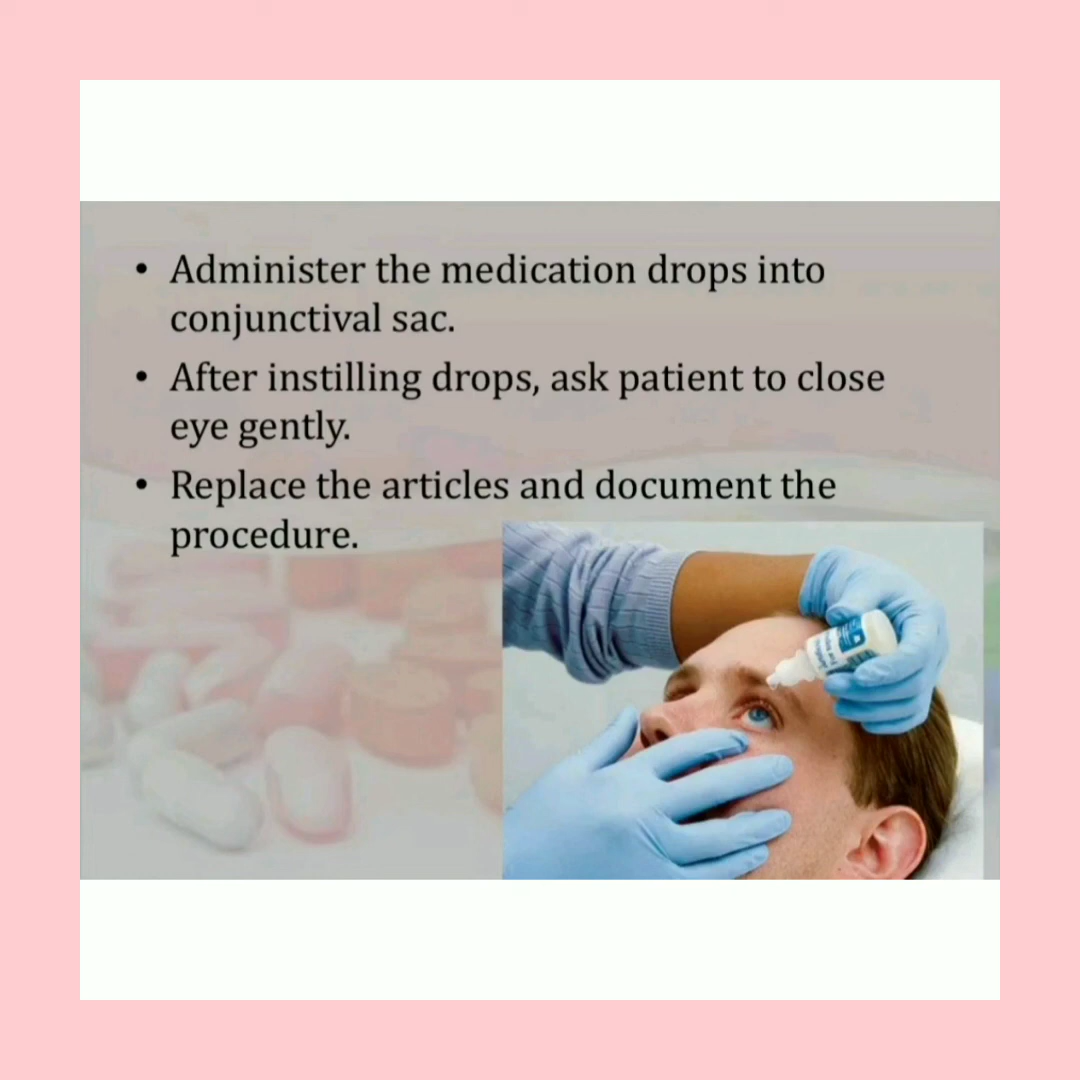 • Administer the medication drops into
conjunctival sac.
• After instilling drops, ask patient to close
eye gently.
• Replace the articles and document the
procedure.